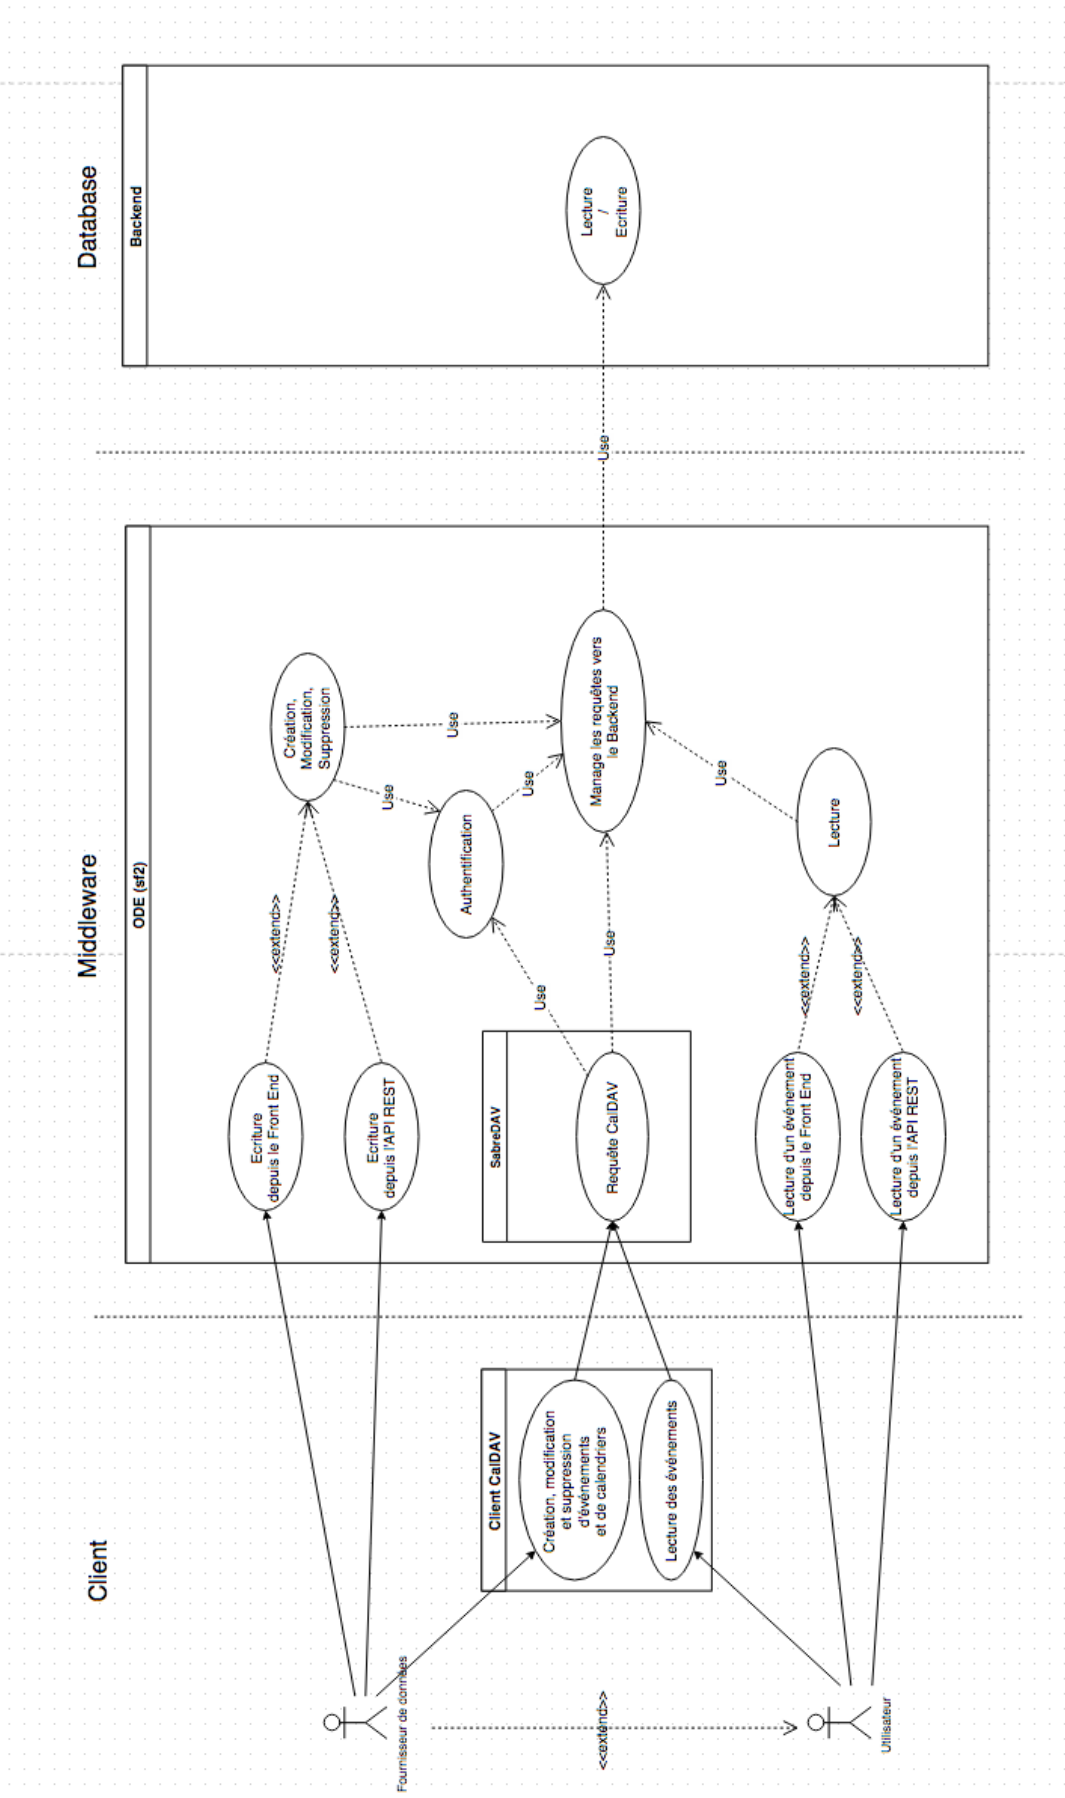 Client
Middleware
Database
Fournisseur de données
<<extend>>
Utilisateur
Client CalDAV
Création, modification
et suppression
d'événements
et de calendriers
Lecture des événements
ODE (sf2)
Ecriture
depuis le Front End
Ecriture
depuis l'API REST
SabreDAV
Requête CalDAV
Lecture d'un événement
depuis le Front End
Lecture d'un événement
depuis l'API REST
<<extend>>
<<extend>>
Use
Use
<<extend>>
<<extend>>
Création,
Modification,
Suppression
Use
Authentification
Use
Use
Manage les requêtes vers
le Backend
Use
Lecture
Use
Backend
Lecture
/
Ecriture